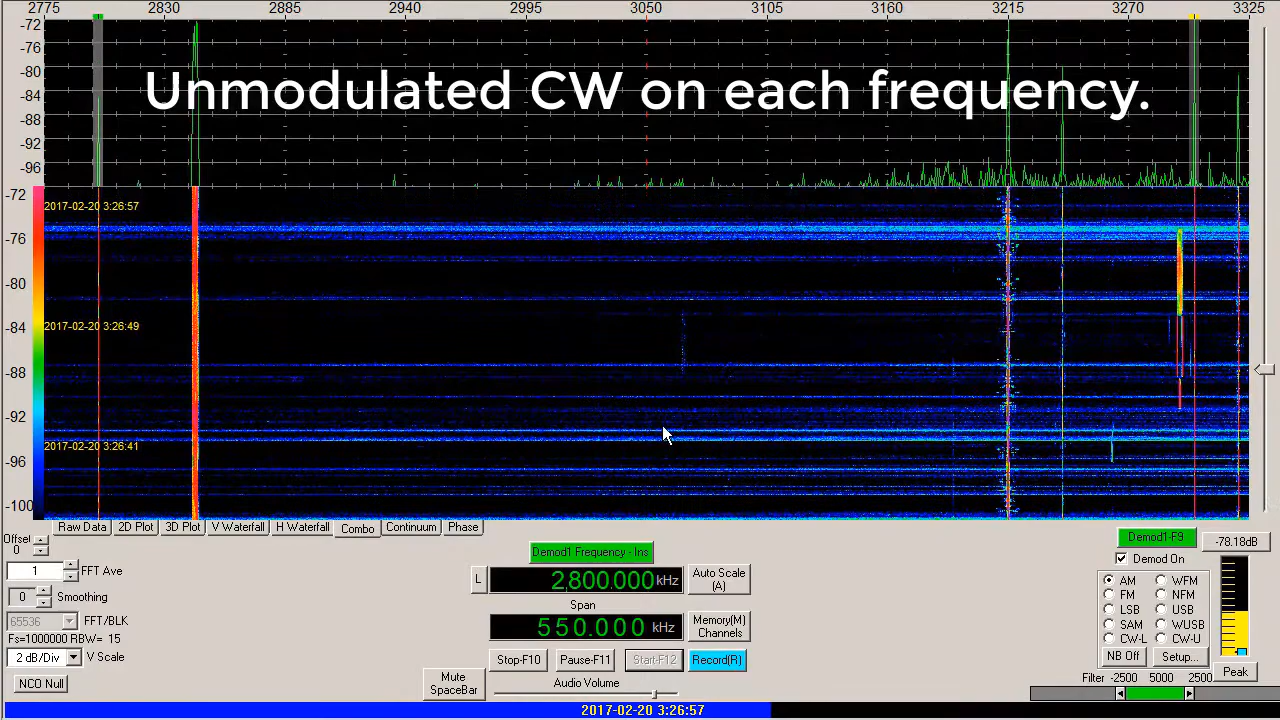 2775 2830 2885 2940 2995 3050 3105 3160 3215 3270 3325
-72
-76
-80
-84
-88
-92
-96
Unmodulated CW on each frequency.
-72
-76
-80
-84
-88
-92
-96
-100
2017-02-20 3:26:57
2017-02-20 3:26:49
2017-02-20 3:26:41
Raw Data 2D Plot 3D Plot V Waterfall H Waterfall Combo Continuum Phase
Offset
0
1 FFT Ave
0 Smoothing
65536 FFT/BLK
Fs=1000000 RBW= 15
2 dB/Div V Scale
NCO Null
Demod1 Frequency - Ins
L 2,800.000 kHz
Span
550.000 kHz
Auto Scale
(A)
Memory(M)
Channels
Stop-F10 Pause-F11 Start-F12 Record(R)
Mute
SpaceBar
Audio Volume
Demod1-F9 -78.18dB
Demod On
AM WFM
FM NFM
LSB USB
SAM WUSB
CW-L CW-U
NB Off Setup...
Peak
Filter -2500 5000 2500
2017-02-20 3:26:57